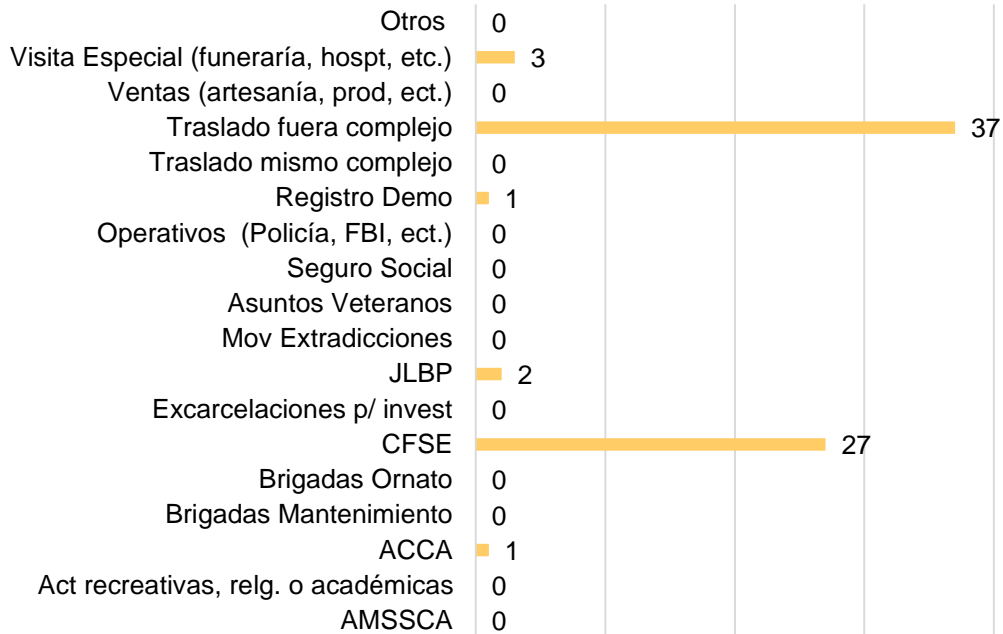 Otros 0
Visita Especial (funeraría, hospt, etc.) 3
Ventas (artesanía, prod, ect.) 0
Traslado fuera complejo 37
Traslado mismo complejo 0
Registro Demo 1
Operativos (Policía, FBI, ect.) 0
Seguro Social 0
Asuntos Veteranos 0
Mov Extradicciones 0
JLBP 2
Excarcelaciones p/ invest 0
CFSE 27
Brigadas Ornato 0
Brigadas Mantenimiento 0
ACCA 1
Act recreativas, relg. o académicas 0
AMSSCA 0